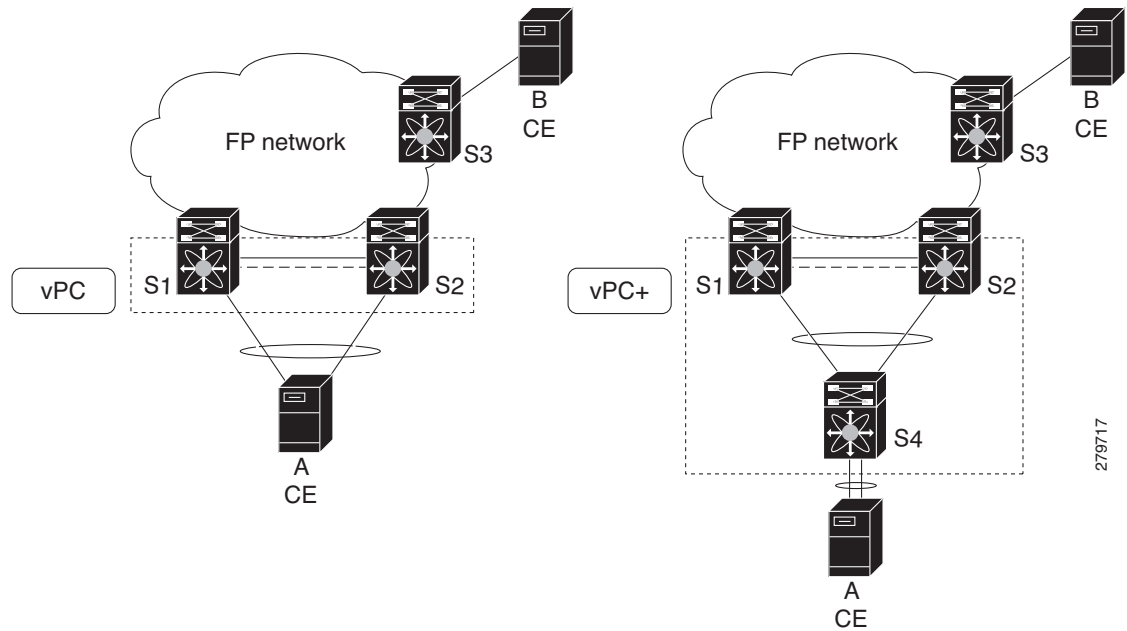 B
CE
FP network
S3
S1
S2
vPC
A
CE
B
CE
FP network
S3
S1
S2
vPC+
S4
A
CE
279717